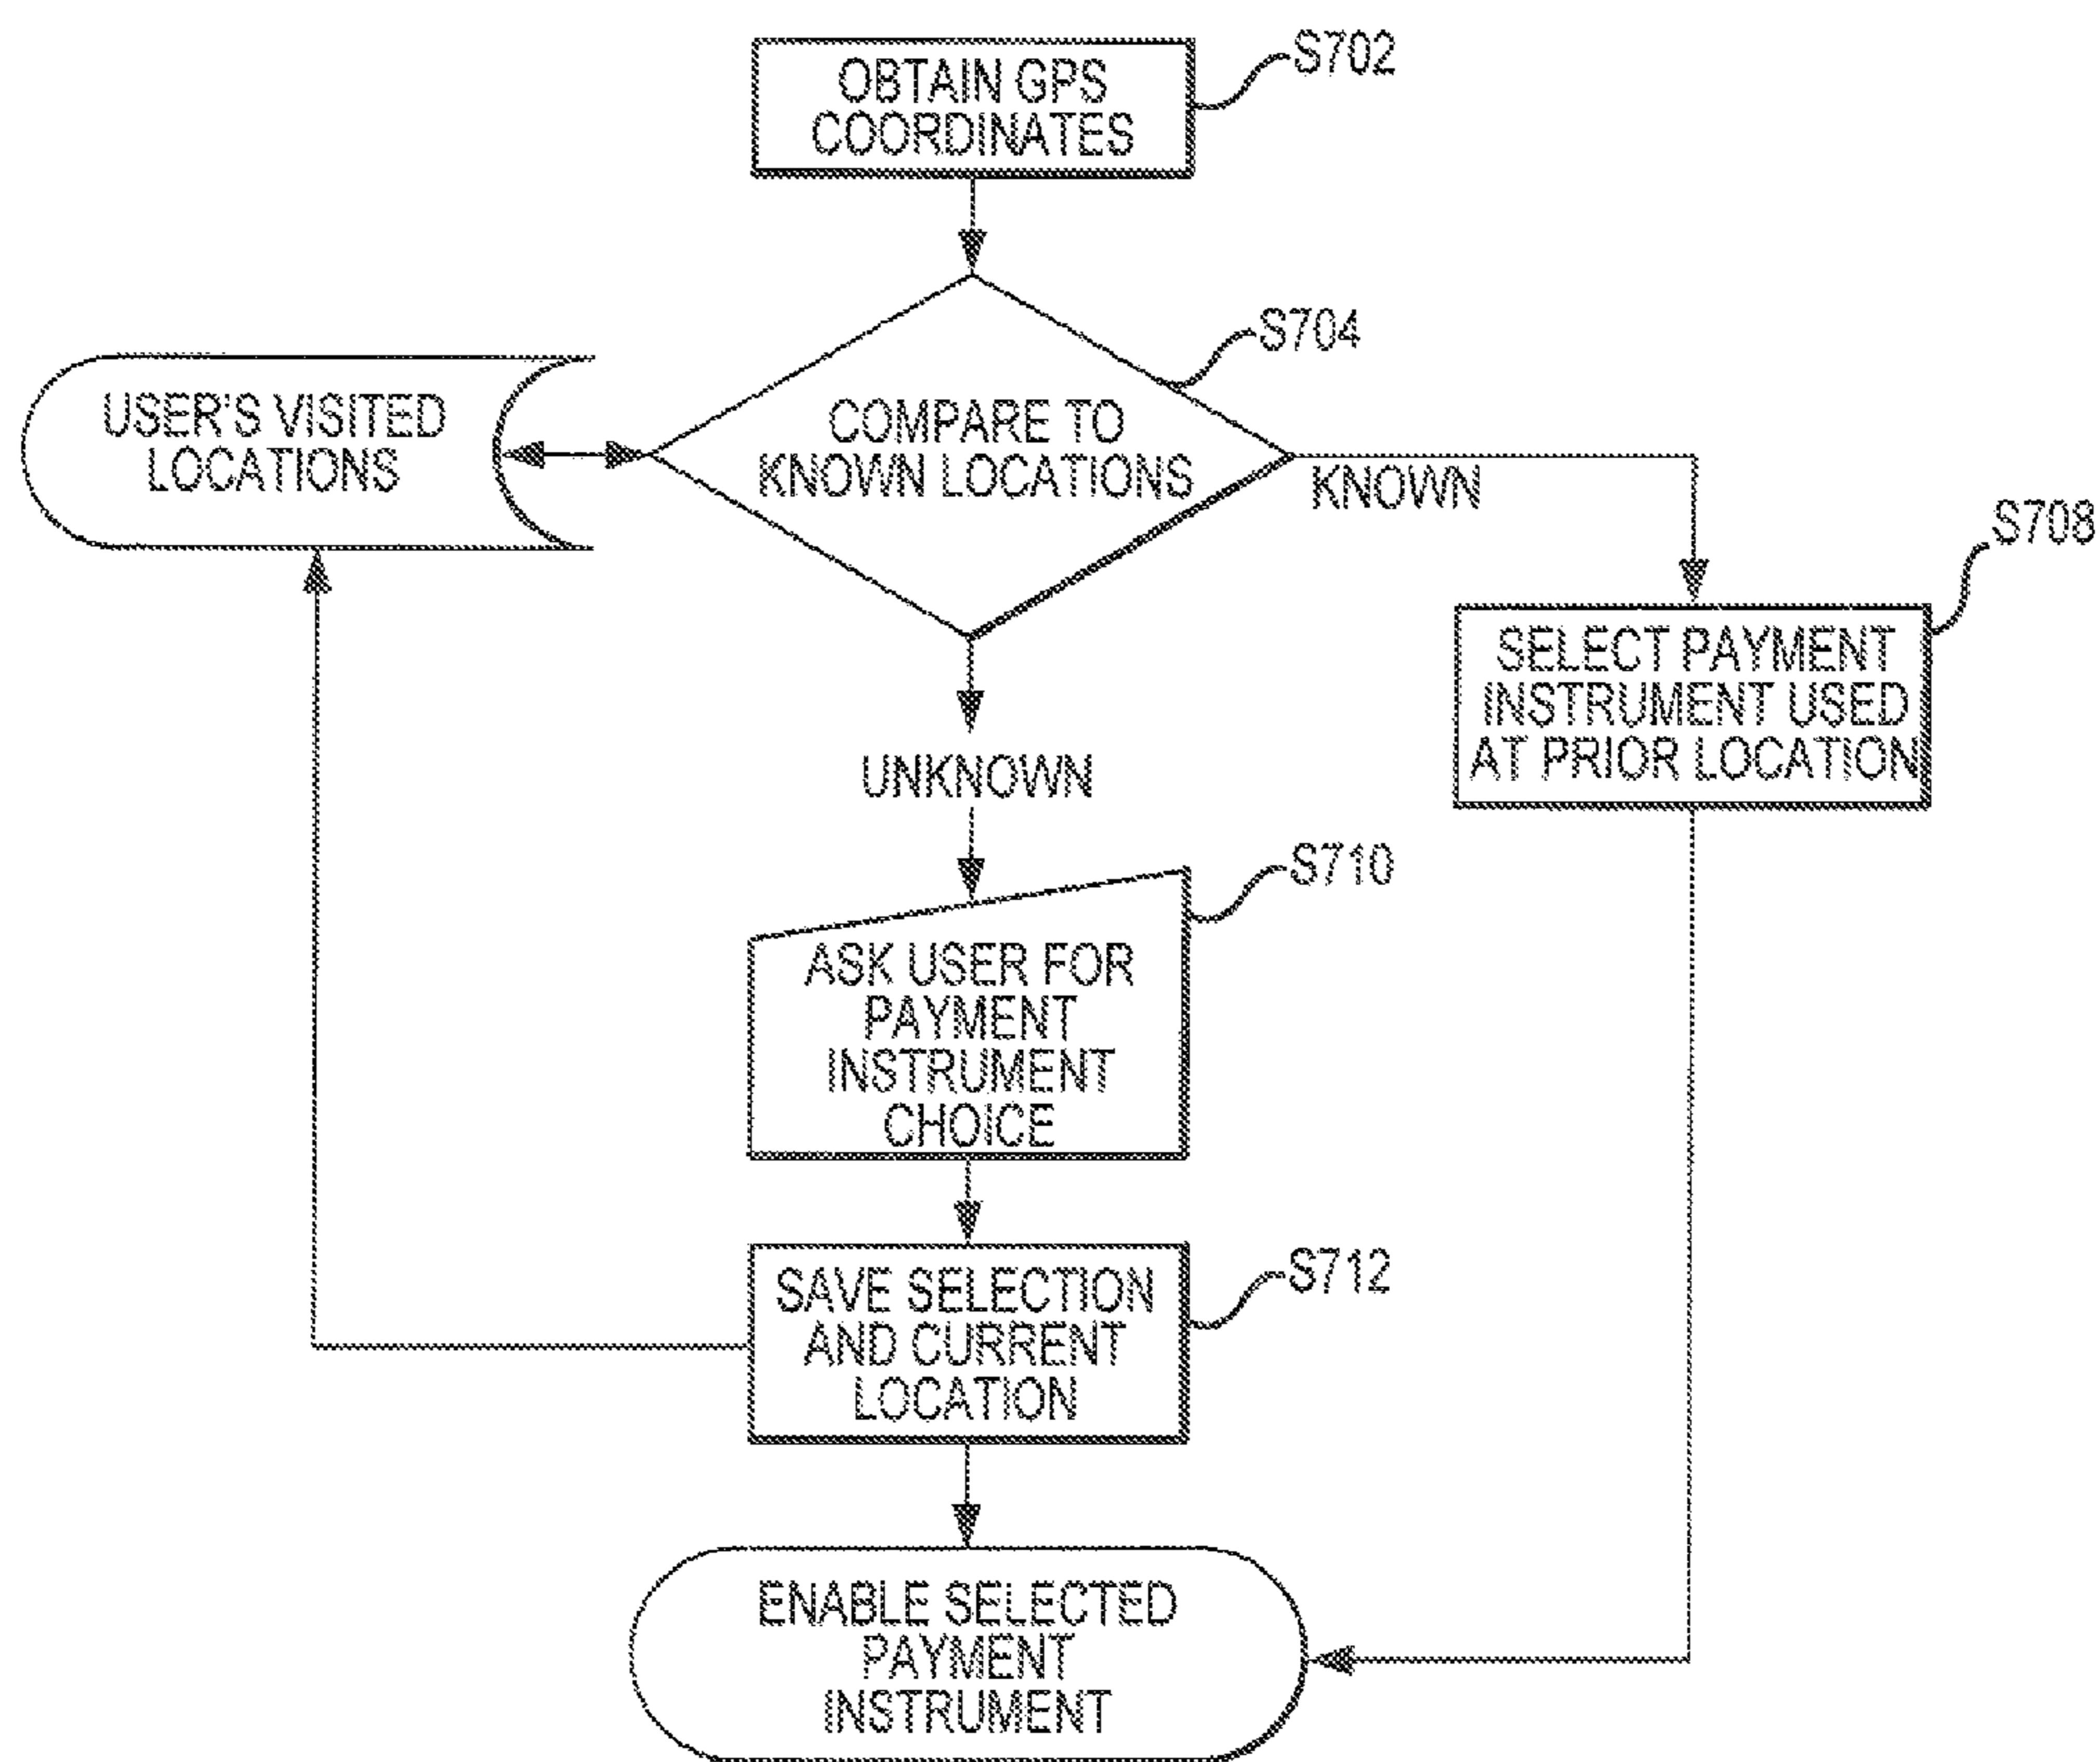 OBTAIN GPS
COORDINATES
S702
S704
USER'S VISITED
LOCATIONS
COMPARE TO
KNOWN LOCATIONS
KNOWN
S708
SELECT PAYMENT
INSTRUMENT USED
AT PRIOR LOCATION
UNKNOWN
S710
ASK USER FOR
PAYMENT
INSTRUMENT
CHOICE
S712
SAVE SELECTION
AND CURRENT
LOCATION
ENABLE SELECTED
PAYMENT
INSTRUMENT